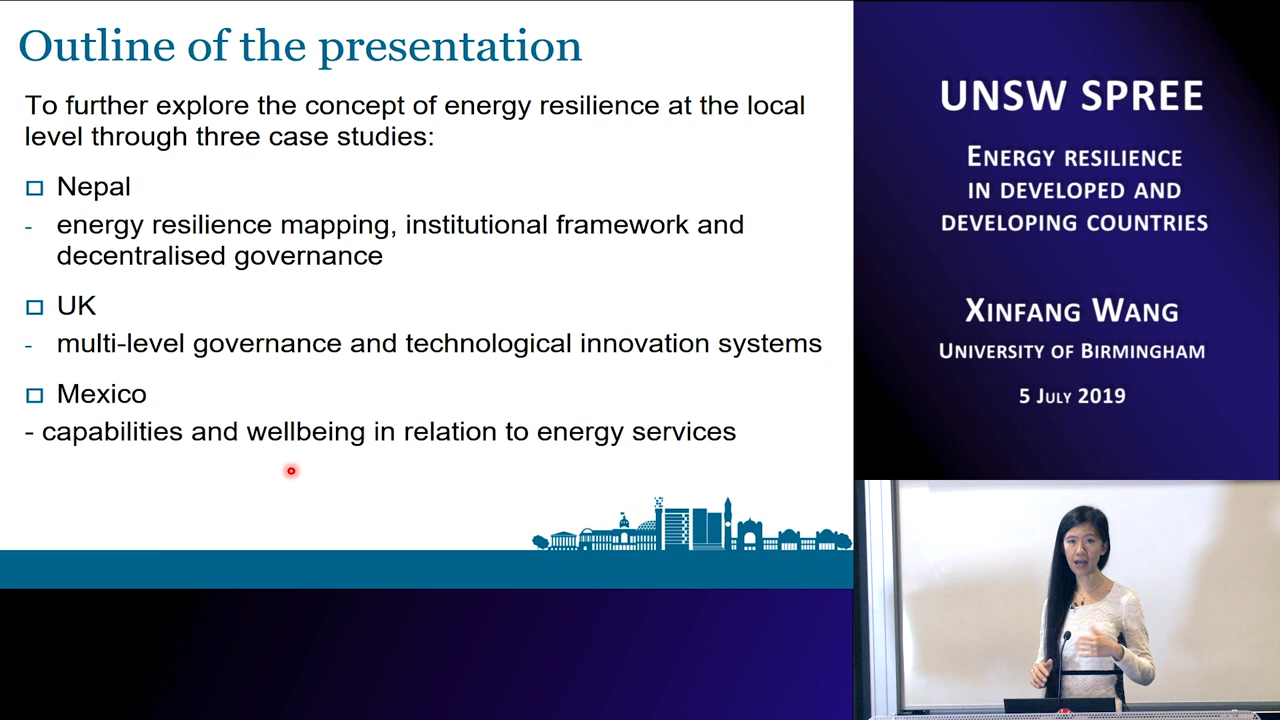 Outline of the presentation
To further explore the concept of energy resilience at the local
level through three case studies:
Nepal
- energy resilience mapping, institutional framework and
decentralised governance
UK
- multi-level governance and technological innovation systems
Mexico
- capabilities and wellbeing in relation to energy services
UNSW SPREE
ENERGY RESILIENCE
IN DEVELOPED AND
DEVELOPING COUNTRIES
XINFANG WANG
UNIVERSITY OF BIRMINGHAM
5 JULY 2019